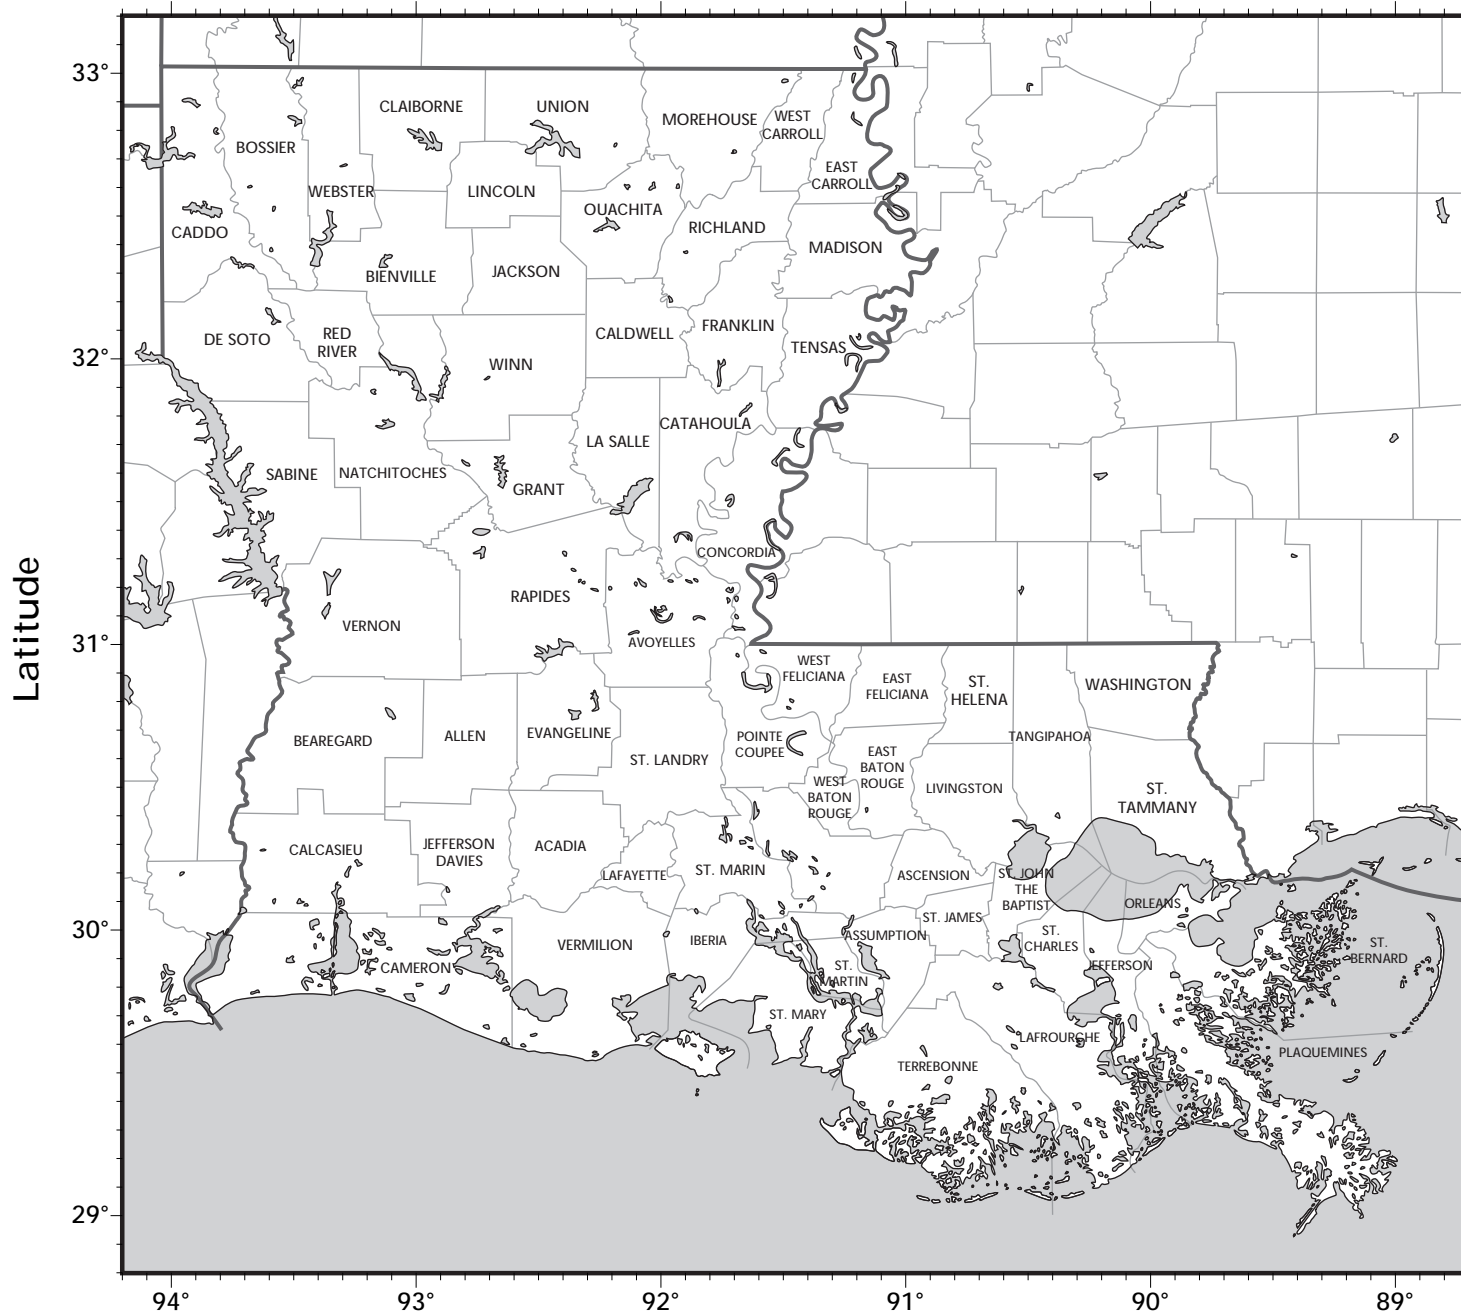 33°
CLAIBORNE
UNION
MOREHOUSE
WEST
CARROLL
BOSSIER
EAST
CARROLL
WEBSTER
LINCOLN
OUACHITA
CADDO
RICHLAND
MADISON
BIENVILLE
JACKSON
DE SOTO
RED
RIVER
CALDWELL
FRANKLIN
TENSAS
32°
WINN
CATAHOULA
LA SALLE
SABINE
NATCHITOCHES
GRANT
CONCORDIA
Latitude
RAPIDES
VERNON
AVOYELLES
31°
WEST
FELICIANA
EAST
FELICIANA
ST.
HELENA
WASHINGTON
BEAREGARD
ALLEN
EVANGELINE
POINTE
COUPEE
TANGIPAHOA
ST. LANDRY
EAST
BATON
ROUGE
WEST
BATON
ROUGE
LIVINGSTON
ST.
TAMMANY
CALCASIEU
JEFFERSON
DAVIES
ACADIA
LAFAYETTE
ST. MARIN
ASCENSION
ST. JOHN
THE
BAPTIST
ORLEANS
30°
VERMILION
IBERIA
ASSUMPTION
ST. JAMES
ST.
CHARLES
ST.
BERNARD
CAMERON
ST.
MARTIN
JEFFERSON
ST. MARY
LAFROURCHE
PLAQUEMINES
TERREBONNE
29°
94°
93°
92°
91°
90°
89°